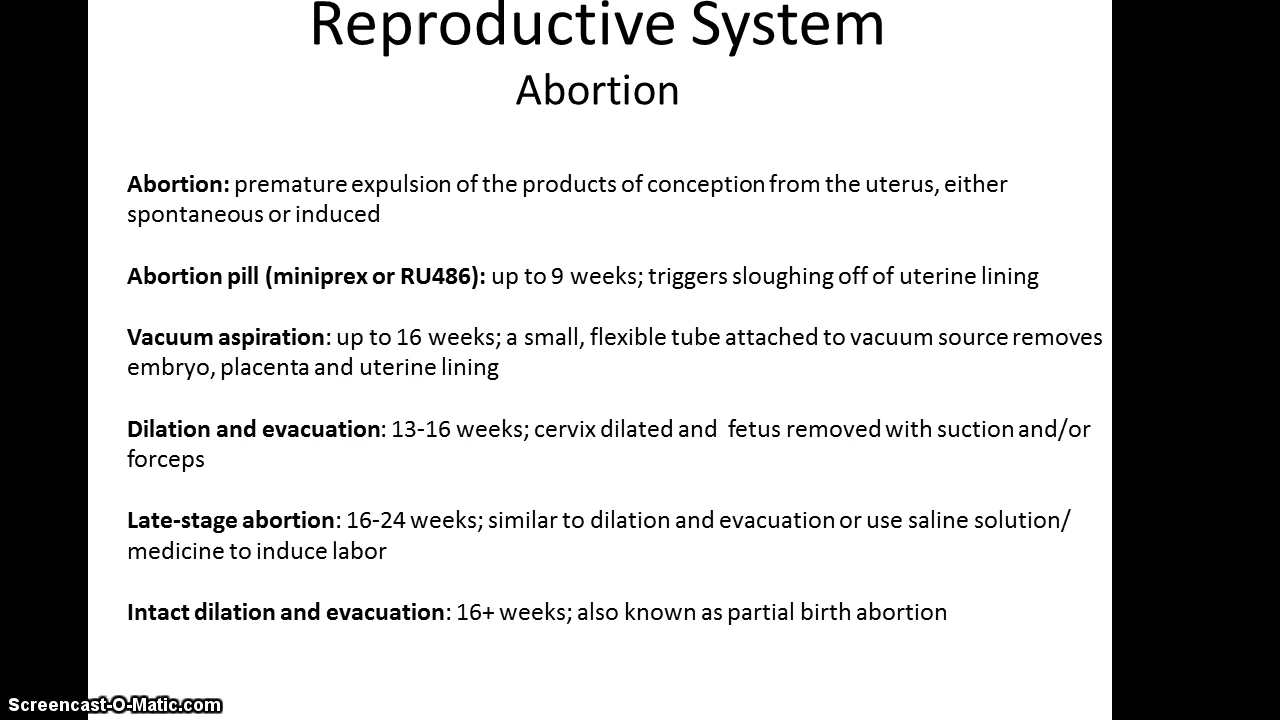 Reproductive System
Abortion
Abortion: premature expulsion of the products of conception from the uterus, either
spontaneous or induced
Abortion pill (miniprex or RU486): up to 9 weeks; triggers sloughing off of uterine lining
Vacuum aspiration: up to 16 weeks; a small, flexible tube attached to vacuum source removes
embryo, placenta and uterine lining
Dilation and evacuation: 13-16 weeks; cervix dilated and fetus removed with suction and/or
forceps
Late-stage abortion: 16-24 weeks; similar to dilation and evacuation or use saline solution/
medicine to induce labor
Intact dilation and evacuation: 16+ weeks; also known as partial birth abortion
Screencast-O-Matic.com